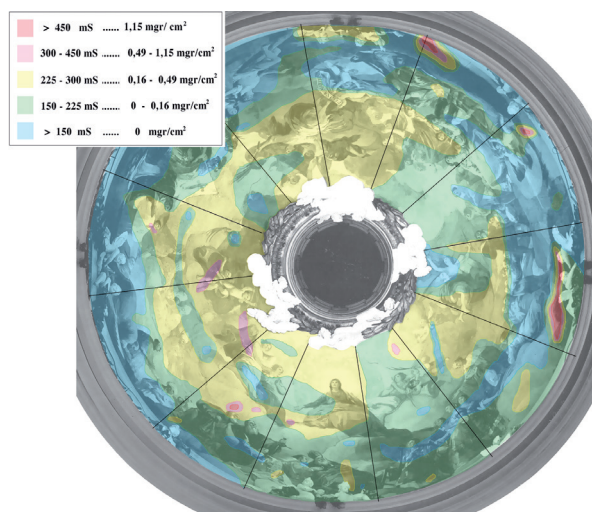 > 450 mS ...... 1,15 mgr/ cm²
300 - 450 mS ...... 0,49 - 1,15 mgr/cm²
225 - 300 mS ....... 0,16 - 0,49 mgr/cm²
150 - 225 mS ....... 0 - 0,16 mgr/cm²
> 150 mS ...... 0 mgr/cm²